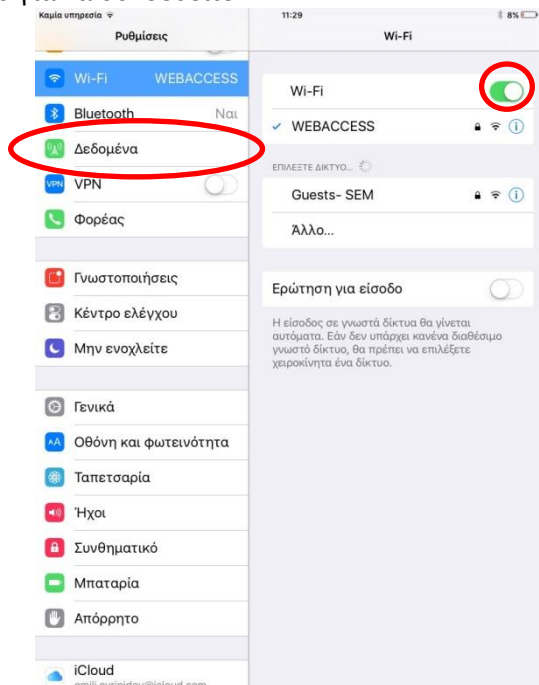 Καμία υπηρεσία
11:29
8%
Ρυθμίσεις
Wi-Fi
WEBACCESS
Bluetooth
Ναι
Δεδομένα
VPN
VPN
Φορέας
Γνωστοποιήσεις
Κέντρο ελέγχου
Μην ενοχλείτε
Γενικά
AA
Οθόνη και φωτεινότητα
Ταπετσαρία
Ήχοι
Συνθηματικό
Μπαταρία
Απόρρητο
iCloud
Wi-Fi
Wi-Fi
WEBACCESS
ΕΠΙΛΕΞΤΕ ΔΙΚΤΥΟ...
Guests- SEM
Άλλο...
Ερώτηση για είσοδο
Η είσοδος σε γνωστά δίκτυα θα γίνεται
αυτόματα. Εάν δεν υπάρχει κανένα διαθέσιμο
γνωστό δίκτυο, θα πρέπει να επιλέξετε
χειροκίνητα ένα δίκτυο.